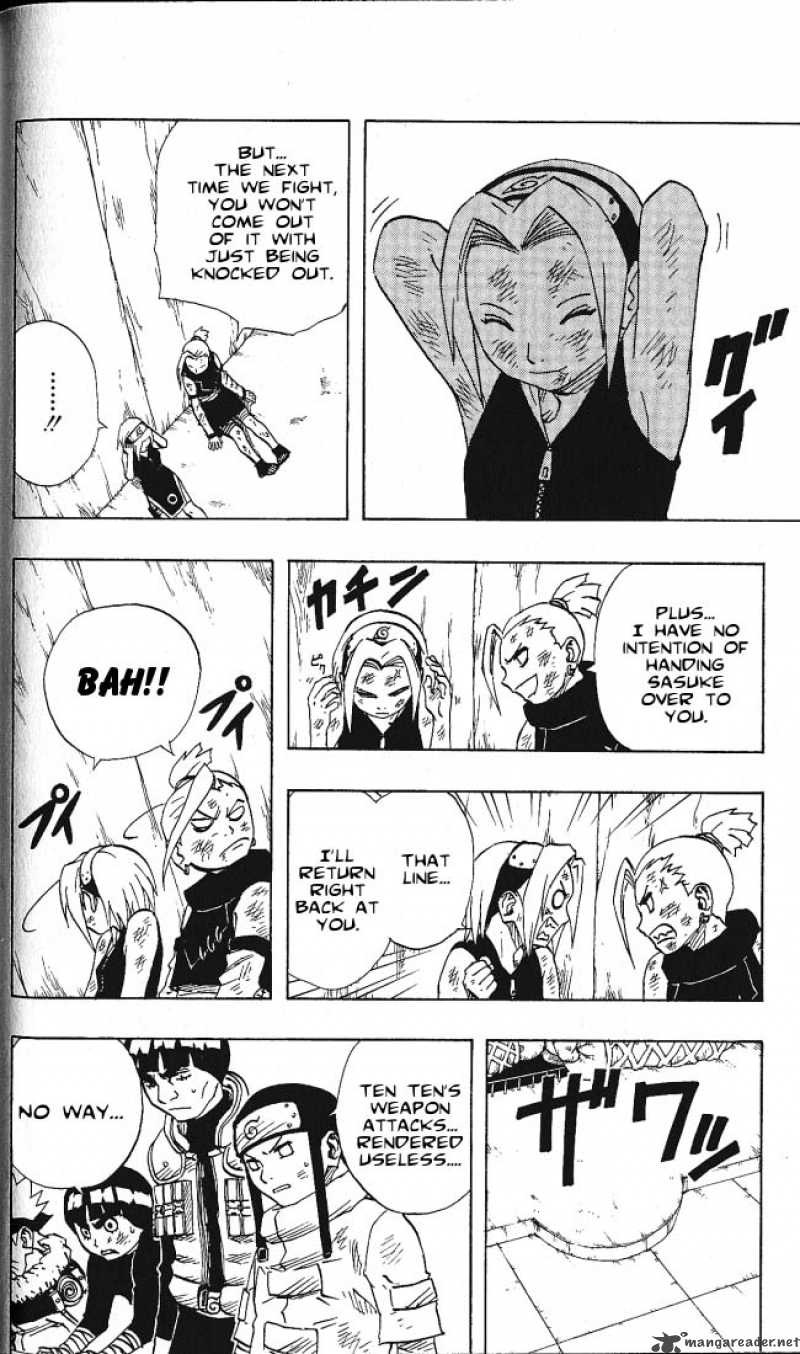 グイ
BUT...
THE NEXT
TIME WE FIGHT,
YOU WON'T
COME OUT
OF IT WITH
JUST BEING
KNOCKED OUT.
......!!
PLUS...
I HAVE NO
INTENTION OF
HANDING
SASUKE
OVER TO
YOU.
カチン
THAT
LINE...
I'LL
RETURN
RIGHT
BACK AT
YOU.
BAH!!
プイ
プイ
ザワッ
TEN TEN'S
WEAPON
ATTACKS...
RENDERED
USELESS....
NO WAY...
mangareader.net